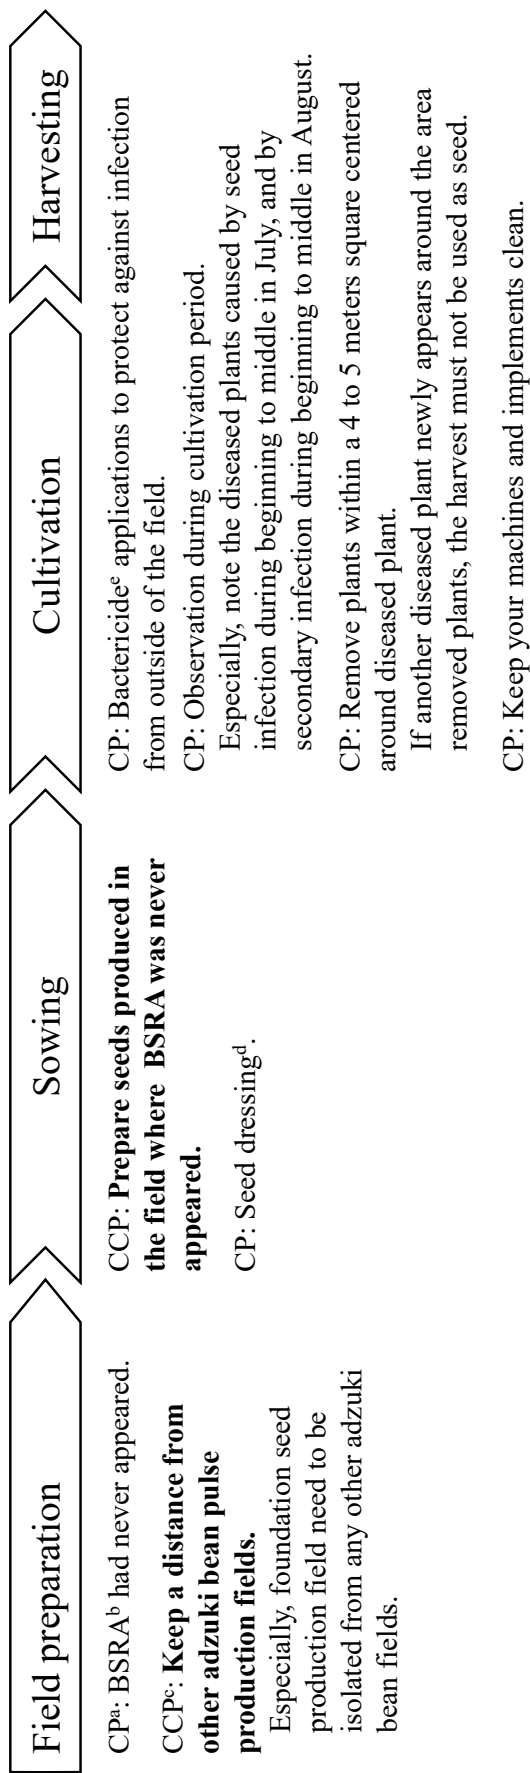 Field preparation
CPᵃ: BSRAᵇ had never appeared.
CCPᶜ: Keep a distance from
other adzuki bean pulse
production fields.
Especially, foundation seed
production field need to be
isolated from any other adzuki
bean fields.
Sowing
CCP: Prepare seeds produced in
the field where BSRA was never
appeared.
CP: Seed dressingᵈ.
Cultivation
Harvesting
CP: Bactericideᵉ applications to protect against infection
from outside of the field.
CP: Observation during cultivation period.
Especially, note the diseased plants caused by seed
infection during beginning to middle in July, and by
secondary infection during beginning to middle in August.
CP: Remove plants within a 4 to 5 meters square centered
around diseased plant.
If another diseased plant newly appears around the area
removed plants, the harvest must not be used as seed.
CP: Keep your machines and implements clean.